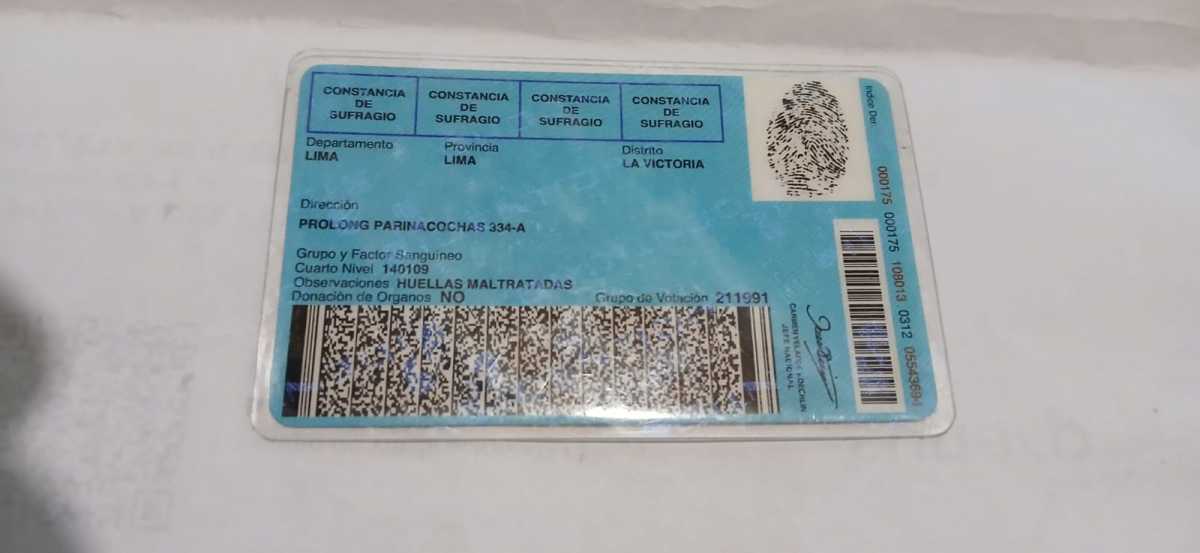 CONSTANCIA DE SUFRAGIO
CONSTANCIA DE SUFRAGIO
CONSTANCIA DE SUFRAGIO
CONSTANCIA DE SUFRAGIO
Departamento Provincia Distrito
LIMA LIMA LA VICTORIA
Dirección
PROLONG PARINACOCHAS 334-A
Grupo y Factor Sanguineo
Cuarto Nivel 140109
Observaciones HUELLAS MALTRATADAS
Donación de Organos NO Grupo de Votación 211991
Indice Der.
000175 000175 108013 0312
CARMEN
JEFE NACIONAL